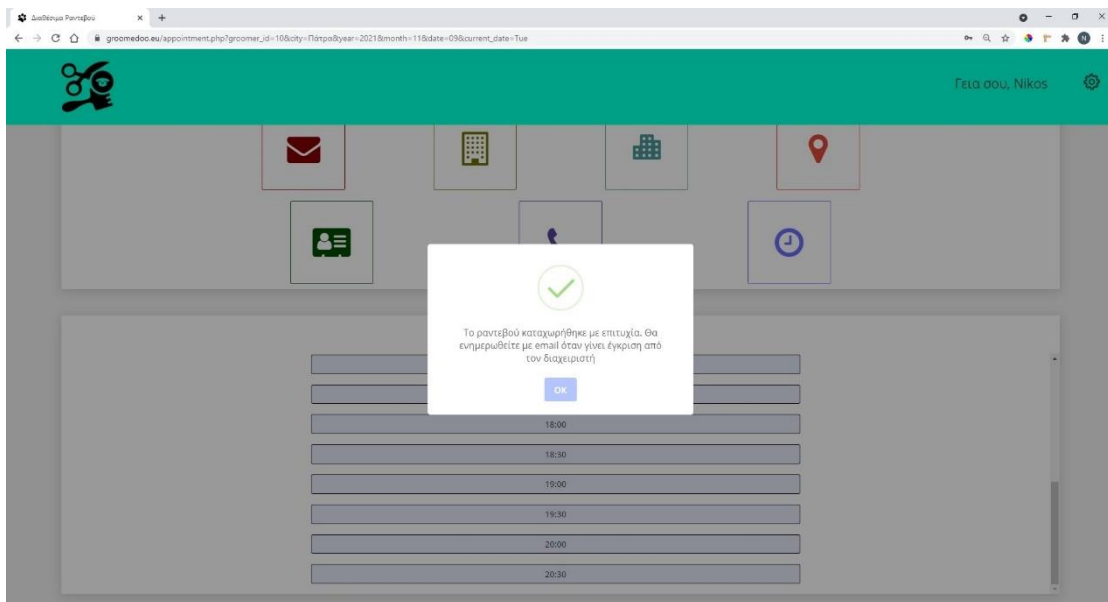 Διαθέσιμα Ραντεβού
groomedoo.eu/appointment.php?groomer_id=10&city=Πάτρα&year=2021&month=11&date=09&current_date=Tue
N
Γεια σου, Nikos
Το ραντεβού καταχωρήθηκε με επιτυχία. Θα
ενημερωθείτε με email όταν γίνει έγκριση από
τον διαχειριστή
OK
18:00
18:30
19:00
19:30
20:00
20:30